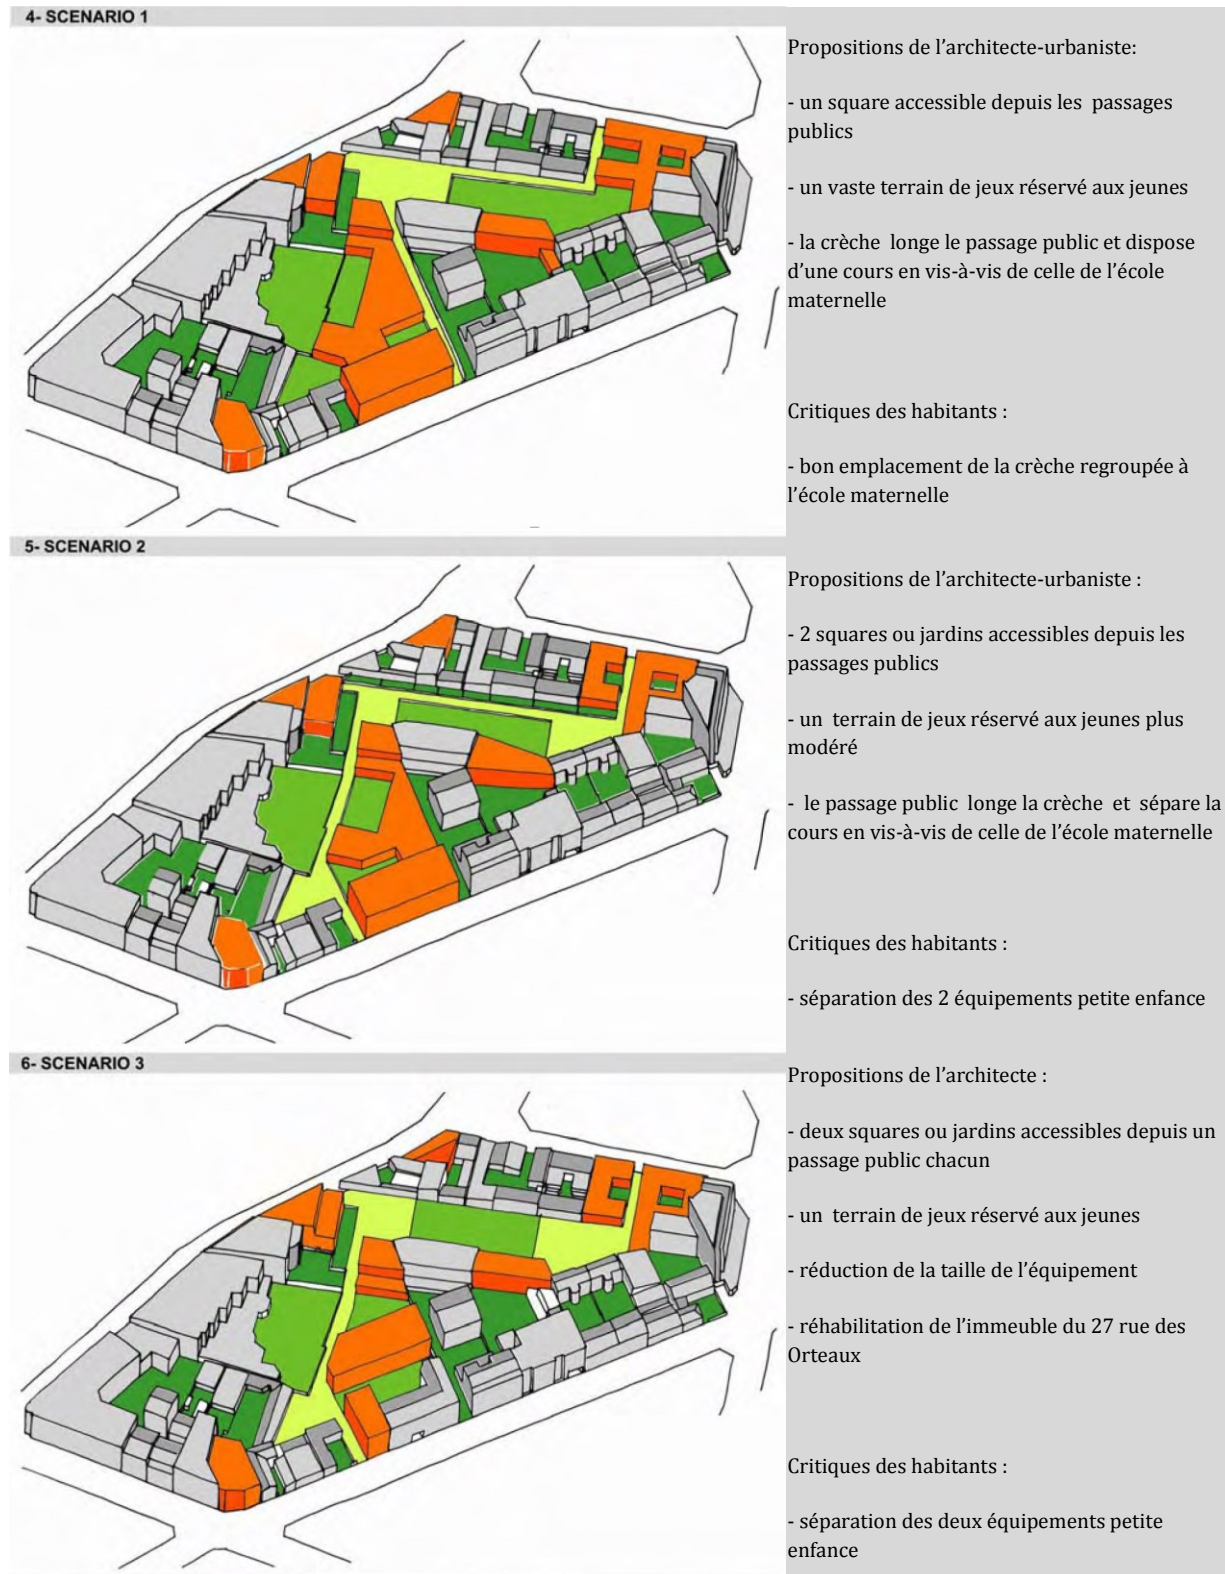 4- SCENARIO 1
Propositions de l’architecte-urbaniste:
- un square accessible depuis les passages
publics
- un vaste terrain de jeux réservé aux jeunes
- la crèche longe le passage public et dispose
d’une cours en vis-à-vis de celle de l’école
maternelle
Critiques des habitants :
- bon emplacement de la crèche regroupée à
l’école maternelle
5- SCENARIO 2
Propositions de l’architecte-urbaniste :
- 2 squares ou jardins accessibles depuis les
passages publics
- un terrain de jeux réservé aux jeunes plus
modéré
- le passage public longe la crèche et sépare la
cours en vis-à-vis de celle de l’école maternelle
Critiques des habitants :
- séparation des 2 équipements petite enfance
6- SCENARIO 3
Propositions de l’architecte :
- deux squares ou jardins accessibles depuis un
passage public chacun
- un terrain de jeux réservé aux jeunes
- réduction de la taille de l’équipement
- réhabilitation de l’immeuble du 27 rue des
Orteaux
Critiques des habitants :
- séparation des deux équipements petite
enfance